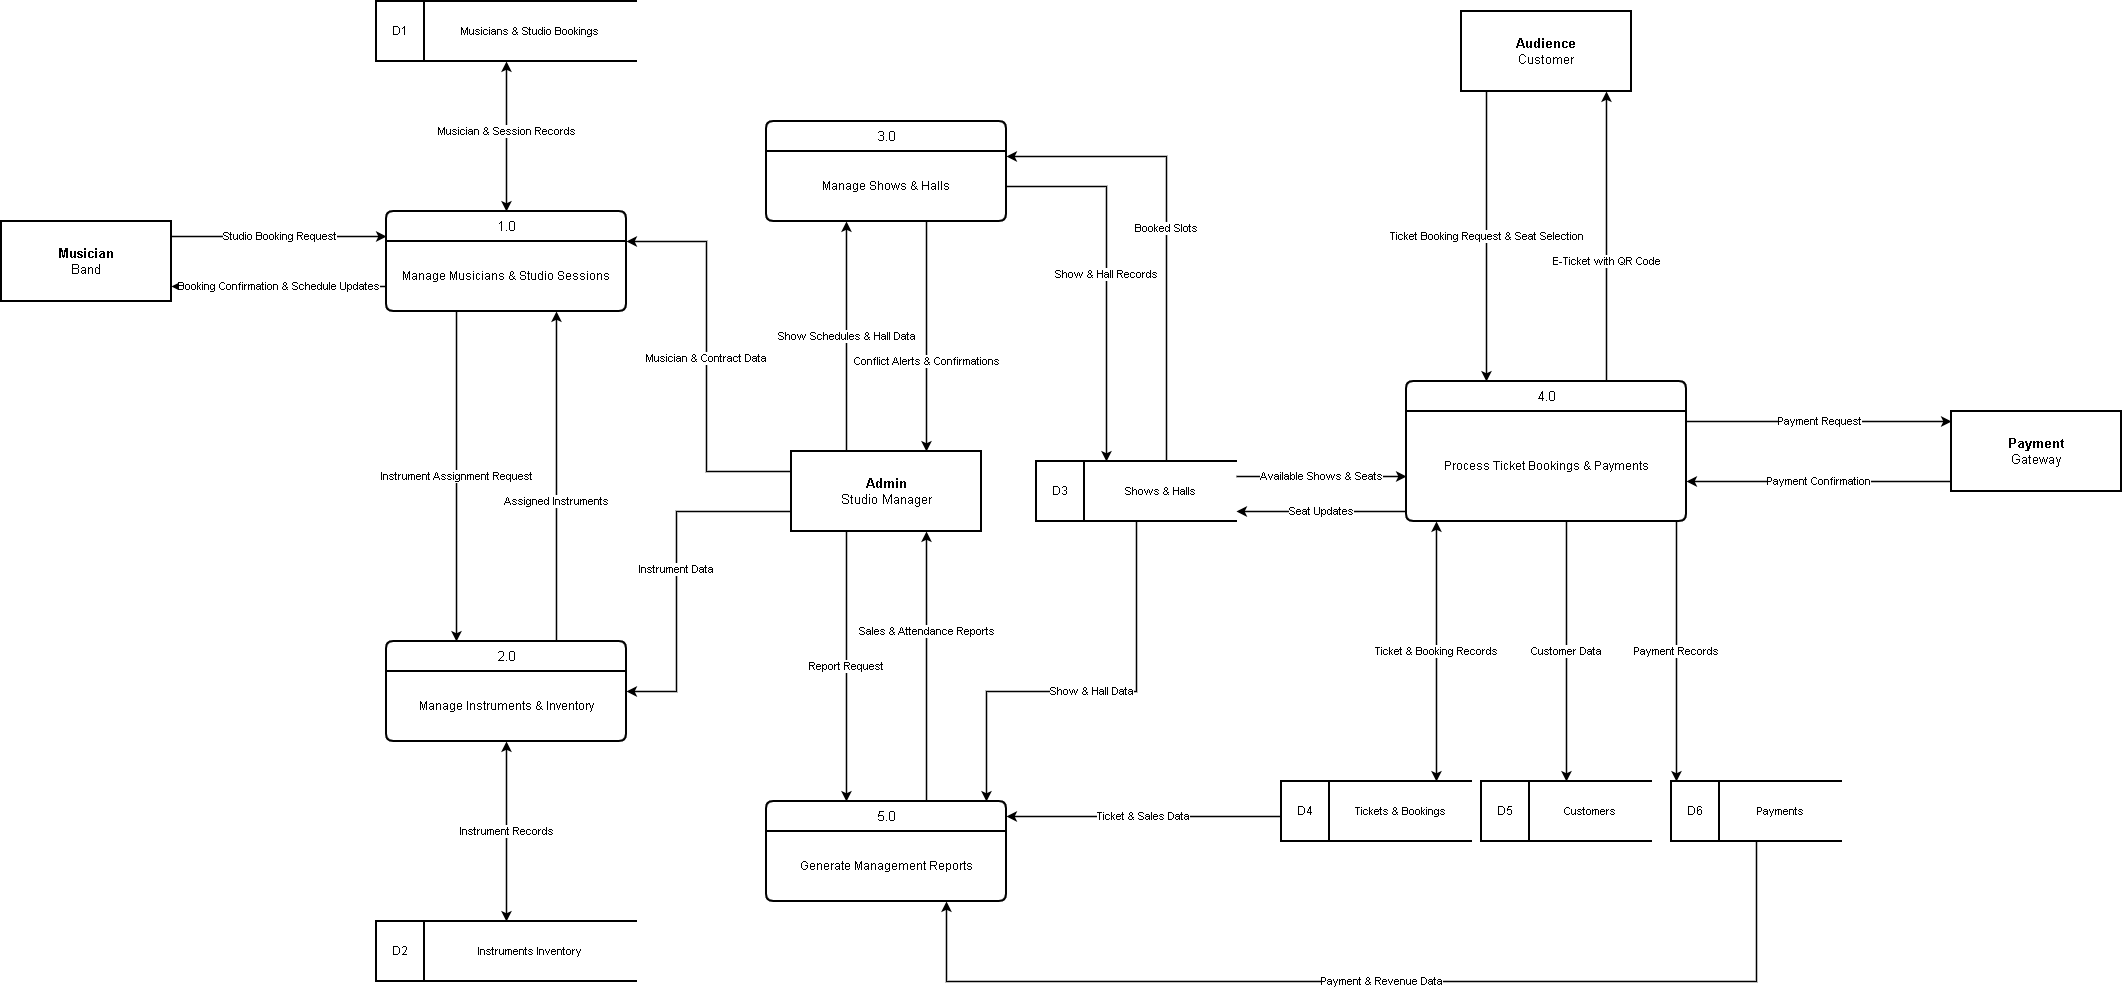 D1
Musicians & Studio Bookings
Audience
Customer
Musician & Session Records
3.0
Manage Shows & Halls
Musician
Band
Studio Booking Request
Booking Confirmation & Schedule Updates
1.0
Manage Musicians & Studio Sessions
Booked Slots
Show & Hall Records
Ticket Booking Request & Seat Selection
E-Ticket with QR Code
Show Schedules & Hall Data
Conflict Alerts & Confirmations
Musician & Contract Data
4.0
Process Ticket Bookings & Payments
Payment Request
Payment Confirmation
Payment
Gateway
Instrument Assignment Request
Assigned Instruments
Admin
Studio Manager
D3
Shows & Halls
Available Shows & Seats
Seat Updates
Instrument Data
Sales & Attendance Reports
Report Request
Ticket & Booking Records
Customer Data
Payment Records
2.0
Manage Instruments & Inventory
Show & Hall Data
5.0
Generate Management Reports
Ticket & Sales Data
D4
Tickets & Bookings
D5
Customers
D6
Payments
Instrument Records
D2
Instruments Inventory
Payment & Revenue Data